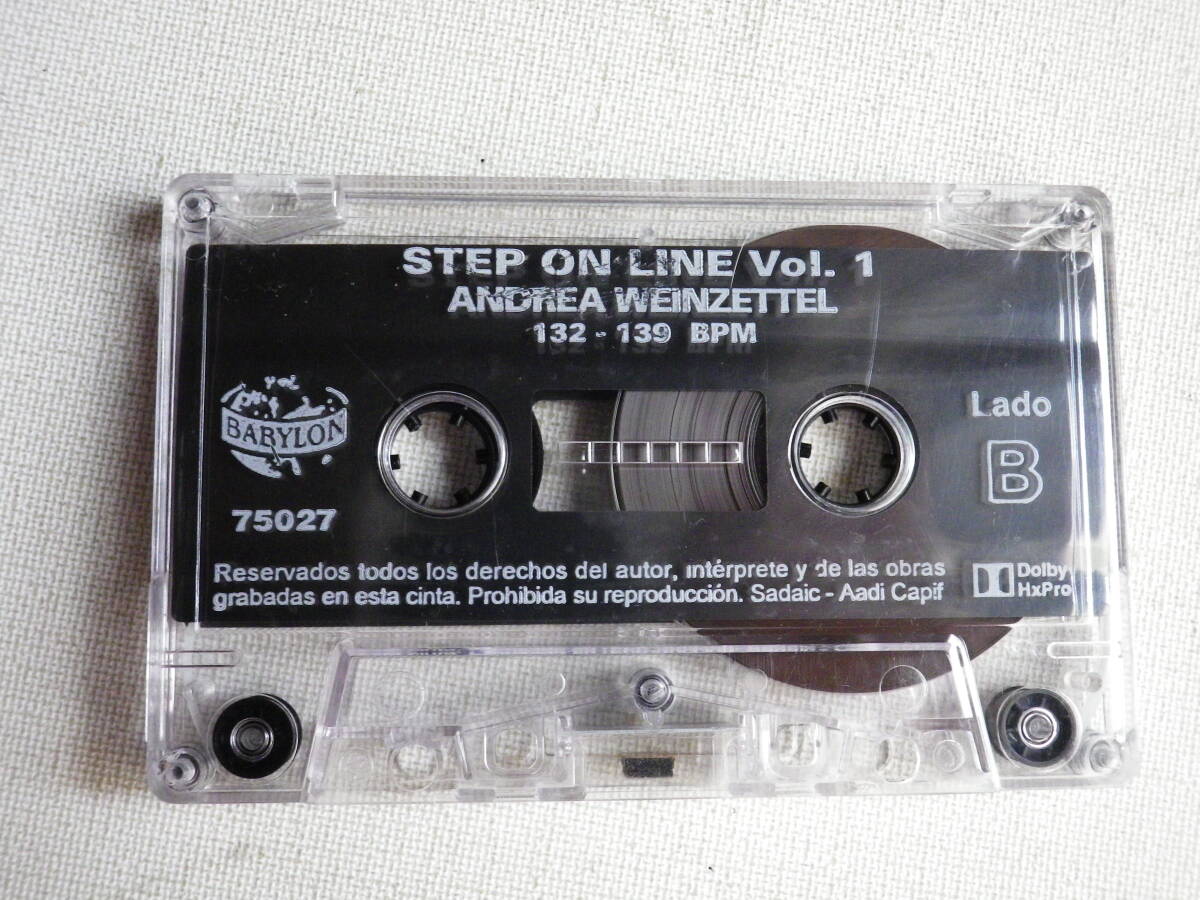 STEP ON LINE Vol. 1
ANDREA WEINZETTEL
132 - 139 BPM
BABYLON
75027
Lado
B
Reservados todos los derechos del autor, intérprete y de las obras
grabadas en esta cinta. Prohibida su reproducción. Sadaic - Aadi Capif
Dolby
HxPro